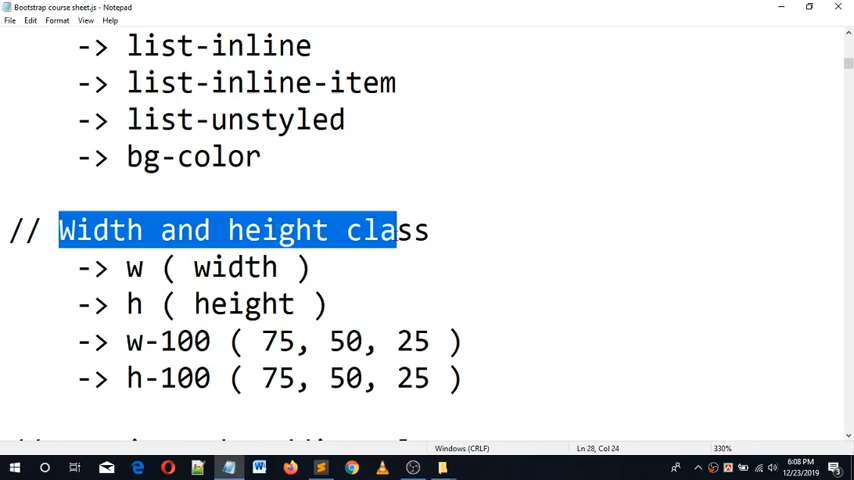 Bootstrap course sheet.js - Notepad
File Edit Format View Help
-> list-inline
-> list-inline-item
-> list-unstyled
-> bg-color
// Width and height class
-> w ( width )
-> h ( height )
-> w-100 ( 75, 50, 25 )
-> h-100 ( 75, 50, 25 )
Windows (CRLF) Ln 28, Col 24 330%
6:08 PM
12/23/2019